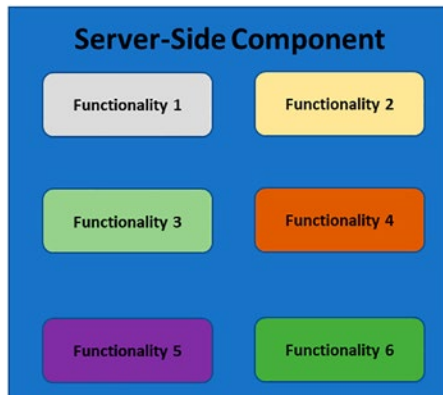 Server-Side Component
Functionality 1
Functionality 2
Functionality 3
Functionality 4
Functionality 5
Functionality 6